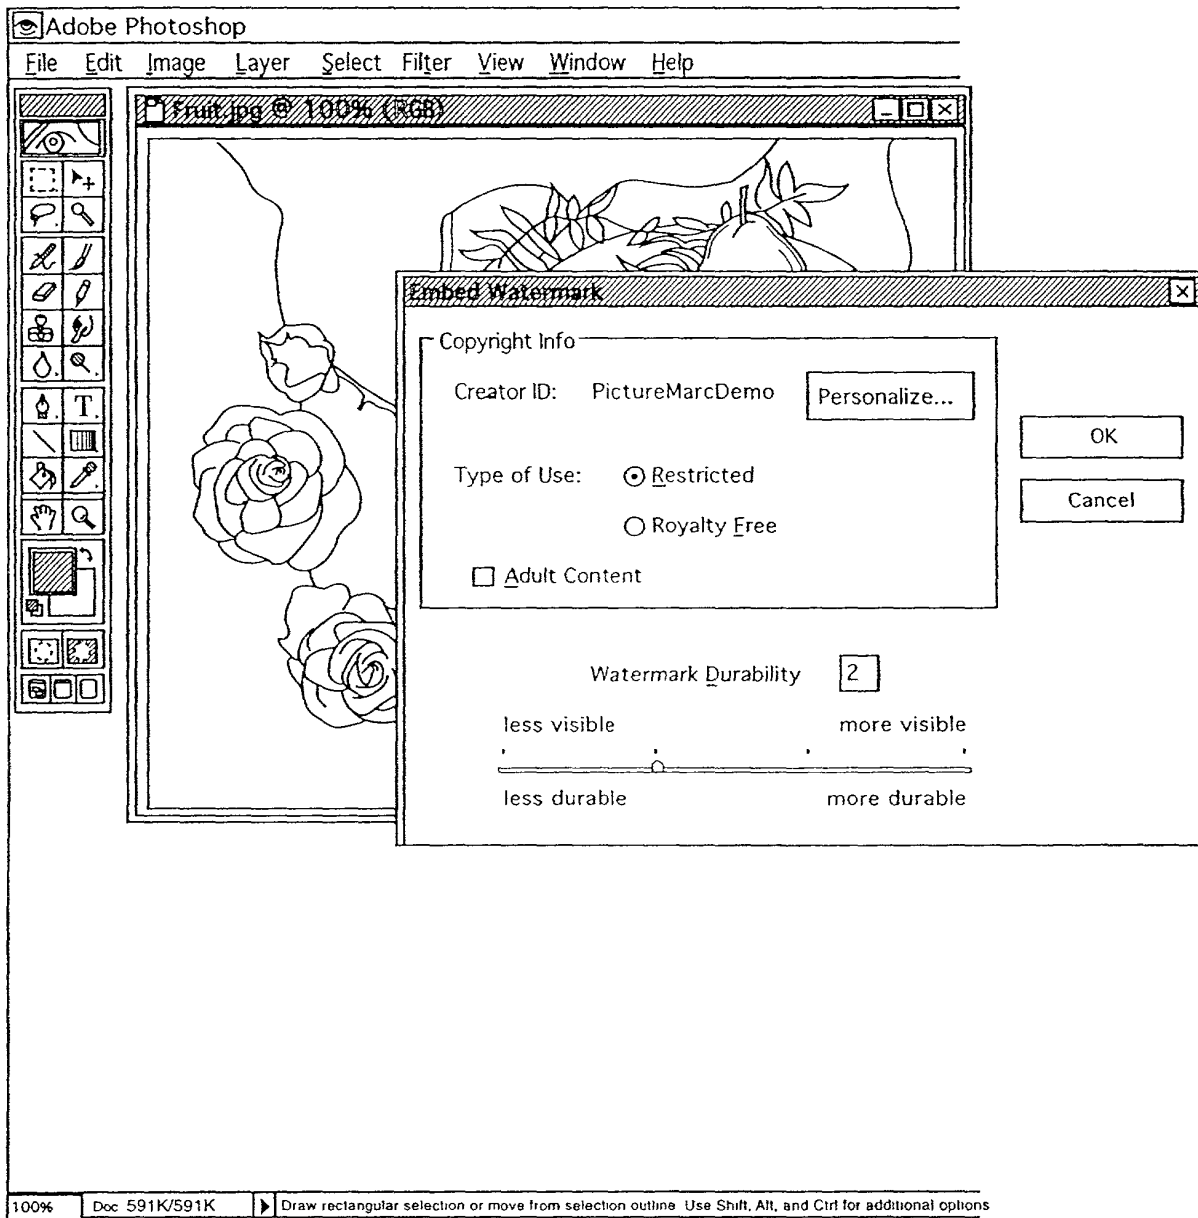 Adobe Photoshop
File Edit Image Layer Select Filter View Window Help
Fruit.jpg @ 100% (RGB)
T
Embed Watermark
Copyright Info
Creator ID: PictureMarcDemo Personalize...
OK
Type of Use: Restricted
Cancel
Royalty Free
Adult Content
Watermark Durability 2
less visible more visible
less durable more durable
100% Doc 591K/591K Draw rectangular selection or move from selection outline Use Shift, Alt, and Ctrl for additional options